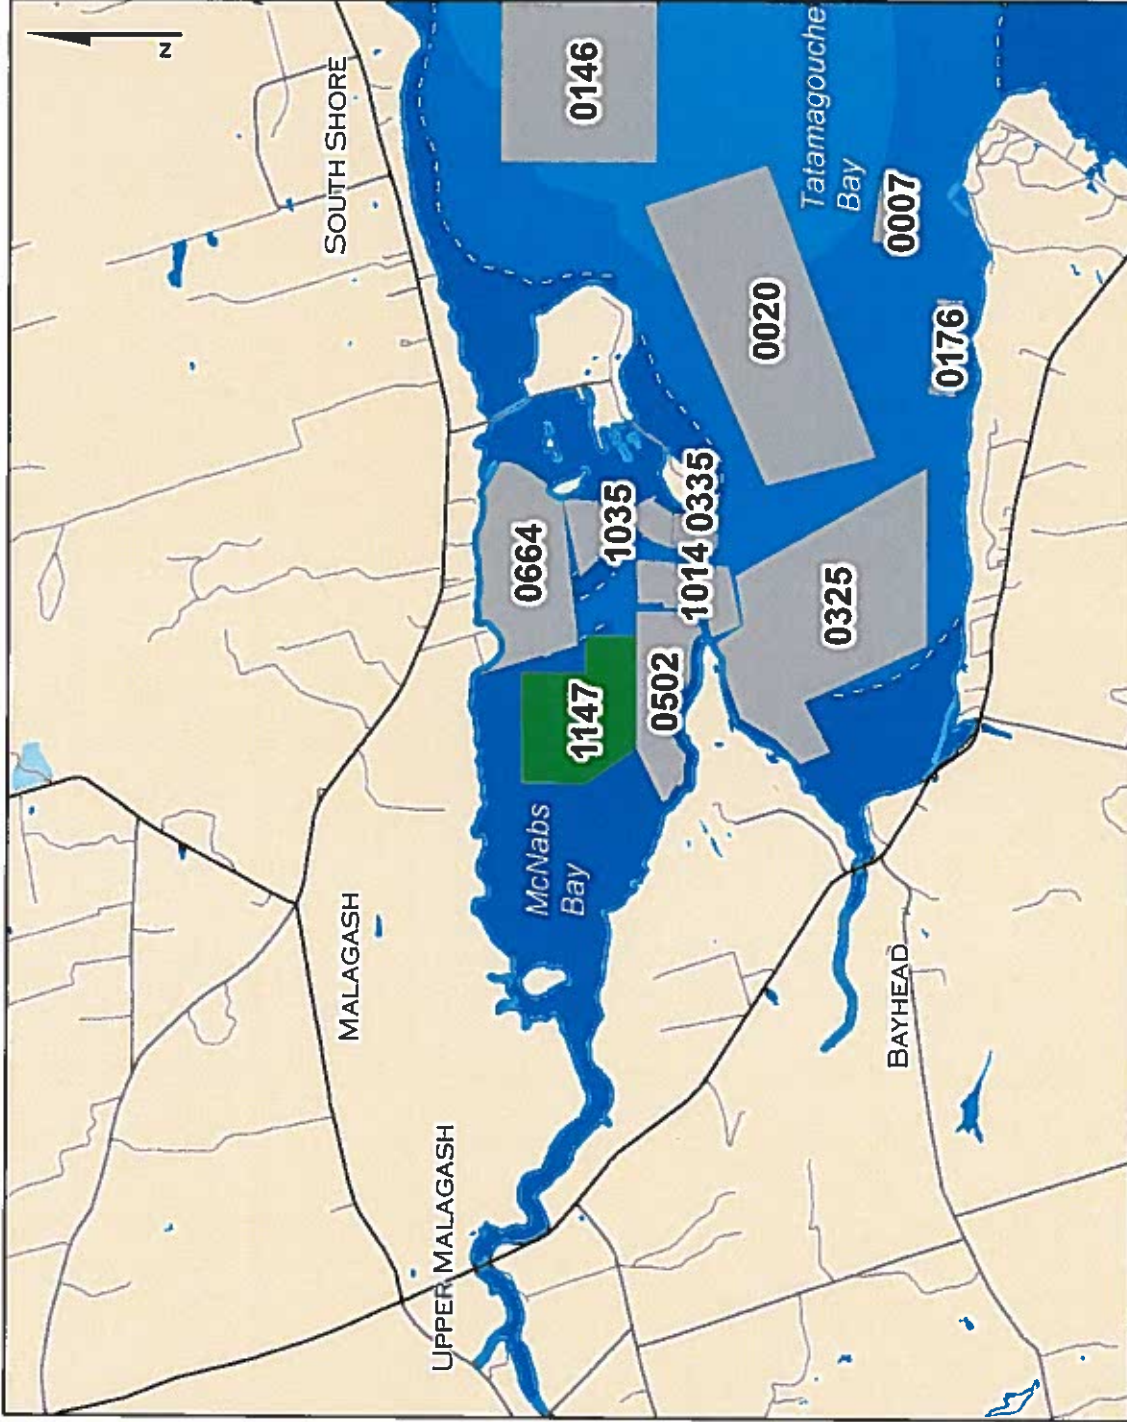 N
SOUTH SHORE
MALAGASH
UPPER MALAGASH
BAYHEAD
McNabs
Bay
Tatamagouche
Bay
0146
0020
0007
0176
0664
1035
0335
1014
0325
0502
1147